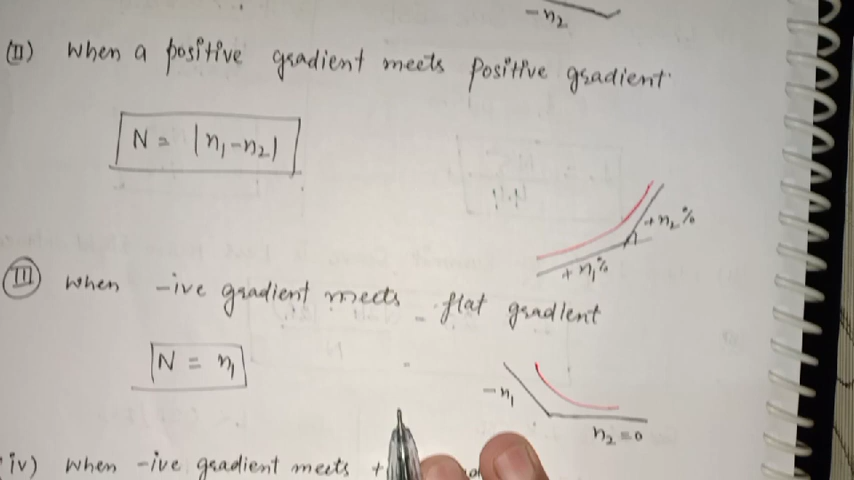 -n2
(II) when a positive gradient meets positive gradient
N = |n1-n2|
+n2%
+n1%
(III) when -ive gradient meets flat gradient
N = n1
-n1
n2=0
(iv) when -ive gradient meets +